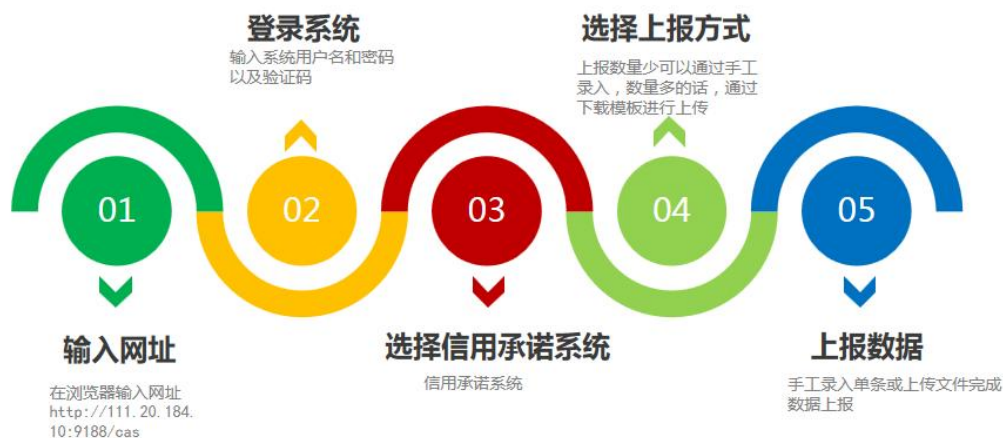 登录系统
输入系统用户名和密码
以及验证码
选择上报方式
上报数量少可以通过手工
录入，数量多的话，通过
下载模板进行上传
01
02
03
04
05
输入网址
在浏览器输入网址
http://111.20.184.
10:9188/cas
选择信用承诺系统
信用承诺系统
上报数据
手工录入单条或上传文件完成
数据上报